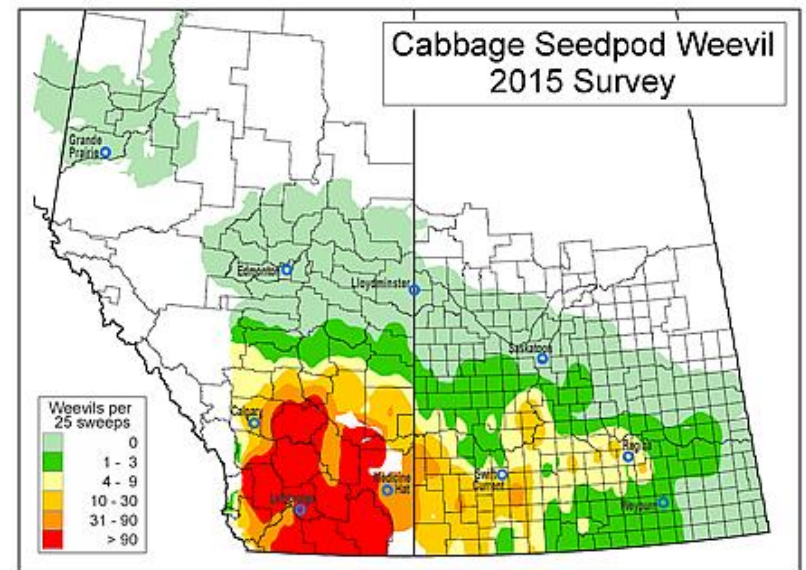 Cabbage Seedpod Weevil
2015 Survey
Grande
Prairie
Edmonton
Lloydminster
Saskatoon
Calgary
Regina
Medicine
Hat
Swift
Current
Lethbridge
Weyburn
Weevils per
25 sweeps
0
1 - 3
4 - 9
10 - 30
31 - 90
> 90